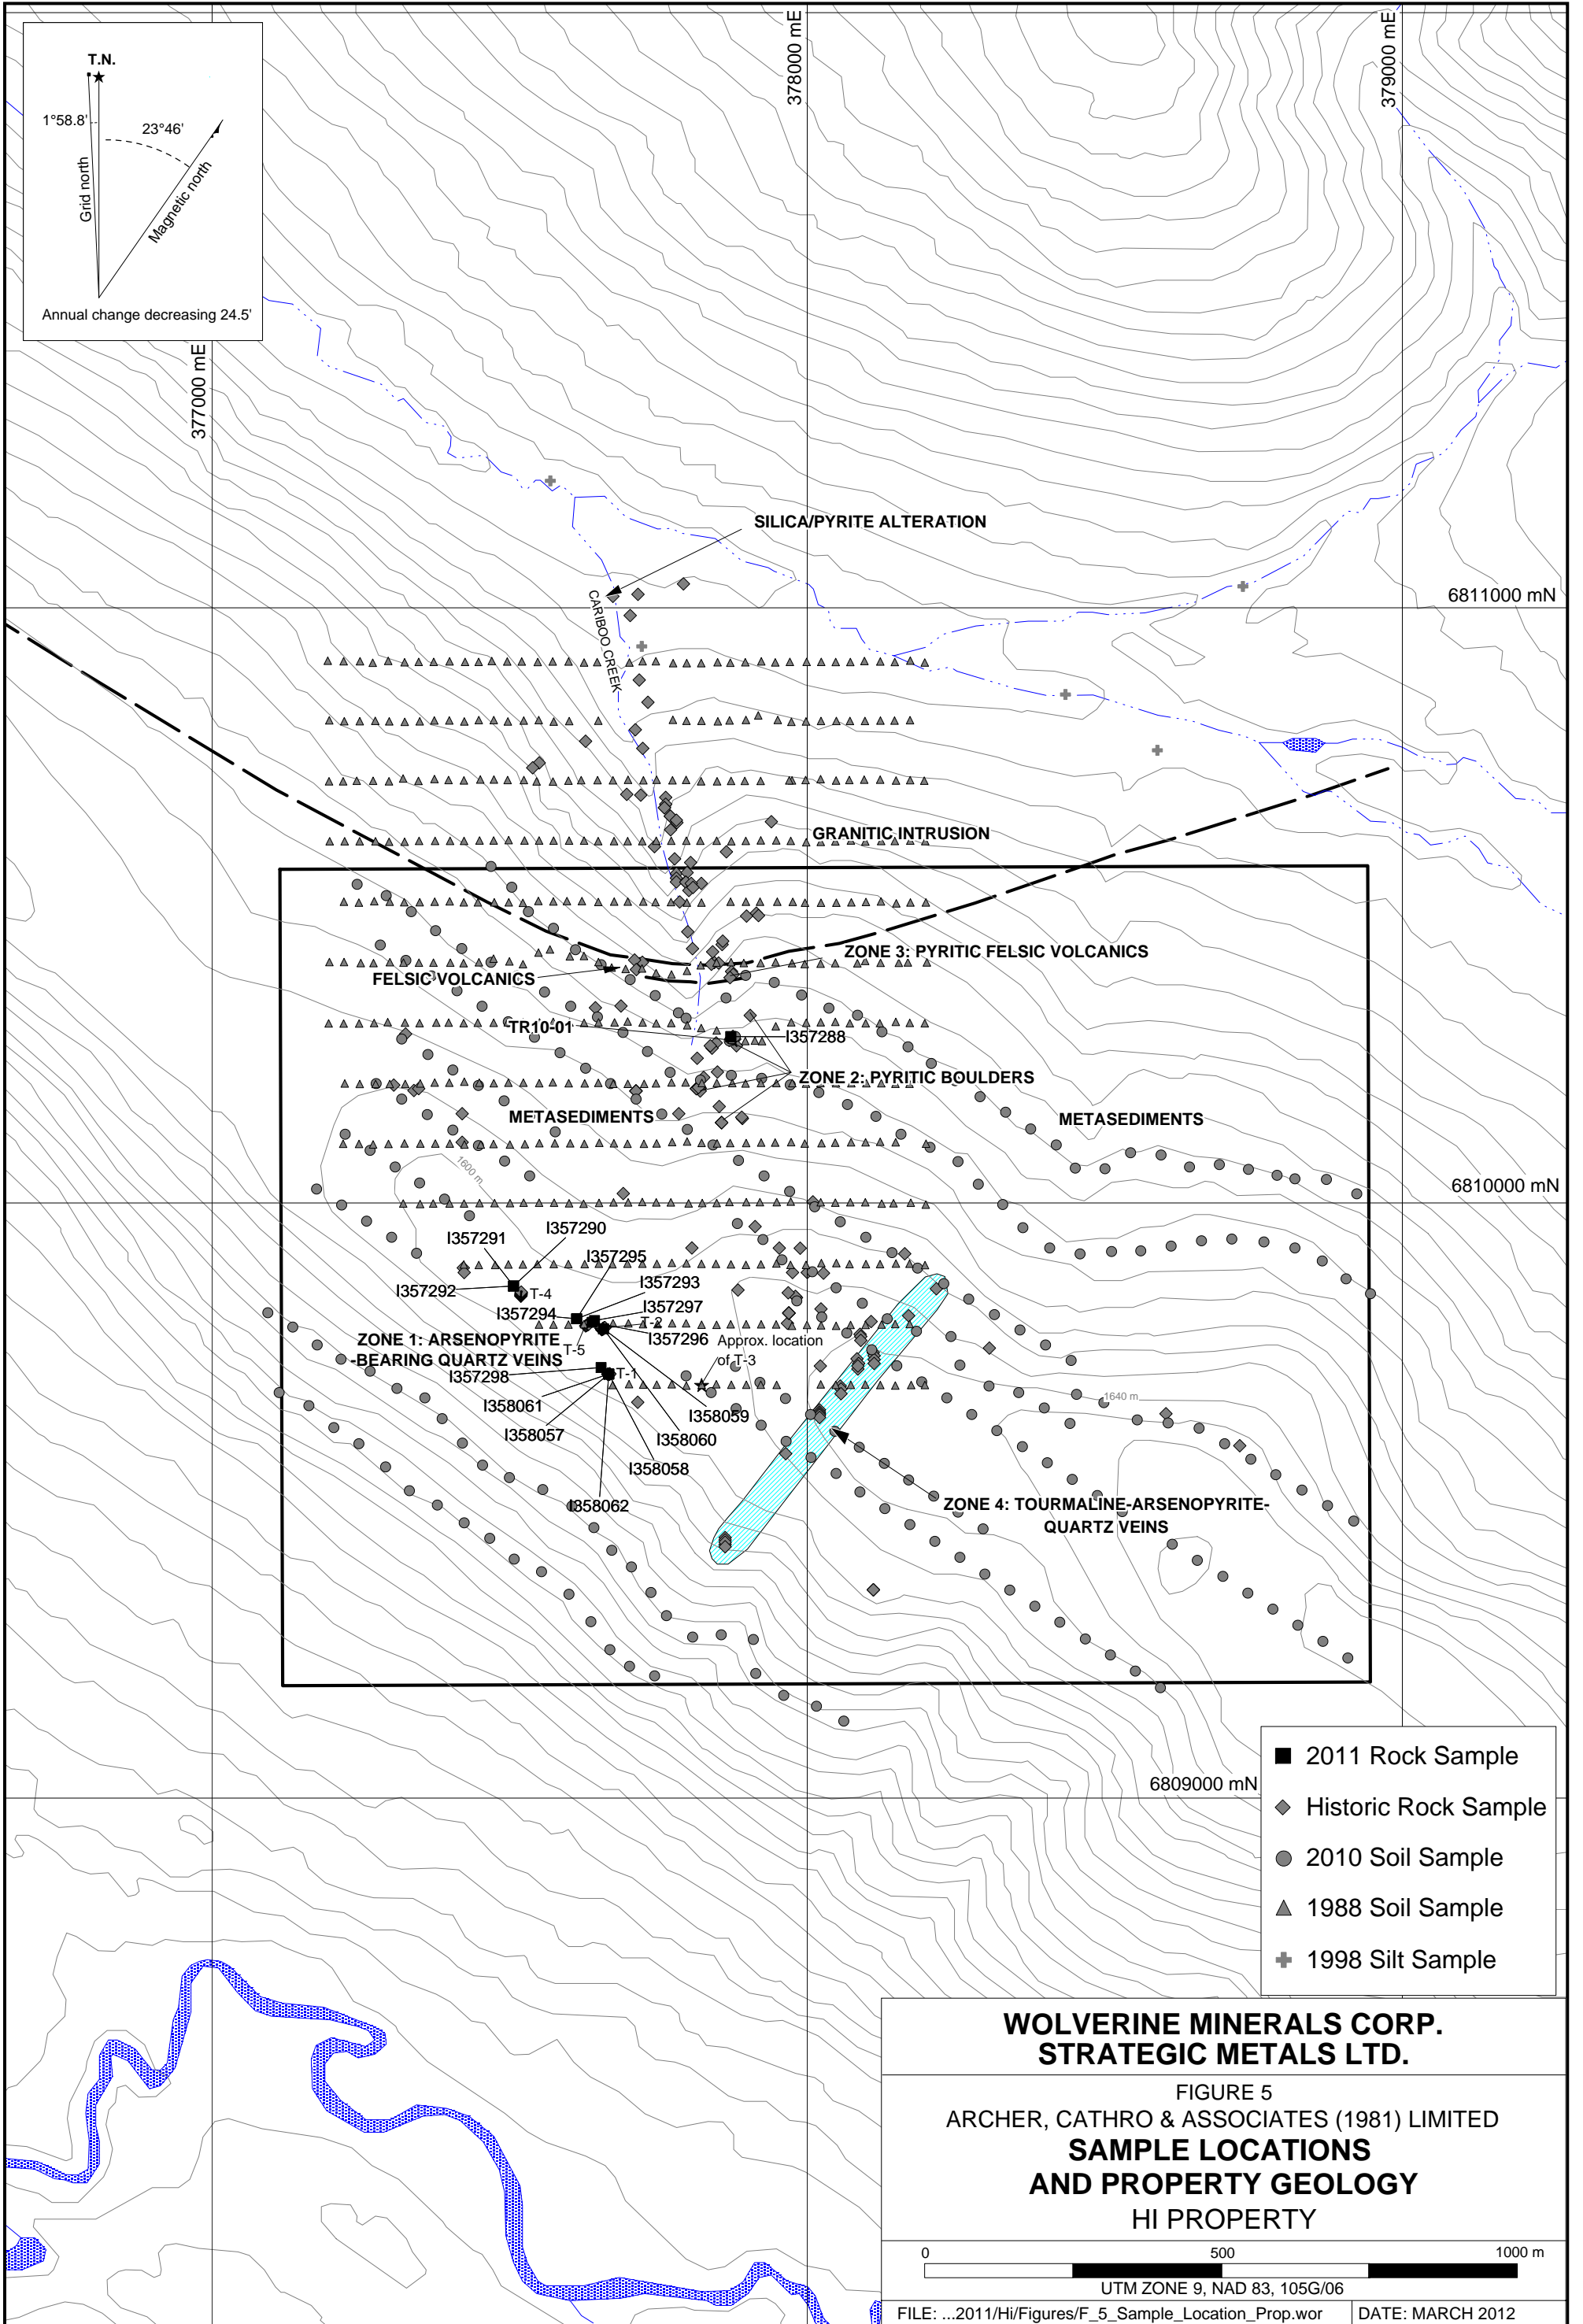 T.N.
1°58.8'
23°46'
Grid north
Magnetic north
Annual change decreasing 24.5'
377000 mE
378000 mE
379000 mE
SILICA/PYRITE ALTERATION
CARIBOO CREEK
6811000 mN
GRANITIC INTRUSION
ZONE 3: PYRITIC FELSIC VOLCANICS
FELSIC VOLCANICS
TR10-01
I357288
ZONE 2: PYRITIC BOULDERS
METASEDIMENTS
METASEDIMENTS
1600 m
6810000 mN
I357291
I357290
I357295
I357292
T-4
I357293
I357294
I357297
T-2
I357296
ZONE 1: ARSENOPYRITE
-BEARING QUARTZ VEINS
T-5
Approx. location
of T-3
I357298
T-1
I358061
I358059
I358057
I358060
I358058
I358062
1640 m
ZONE 4: TOURMALINE-ARSENOPYRITE-
QUARTZ VEINS
6809000 mN
2011 Rock Sample
Historic Rock Sample
2010 Soil Sample
1988 Soil Sample
1998 Silt Sample
WOLVERINE MINERALS CORP.
STRATEGIC METALS LTD.
FIGURE 5
ARCHER, CATHRO & ASSOCIATES (1981) LIMITED
SAMPLE LOCATIONS
AND PROPERTY GEOLOGY
HI PROPERTY
0 500 1000 m
UTM ZONE 9, NAD 83, 105G/06
FILE: ...2011/Hi/Figures/F_5_Sample_Location_Prop.wor
DATE: MARCH 2012